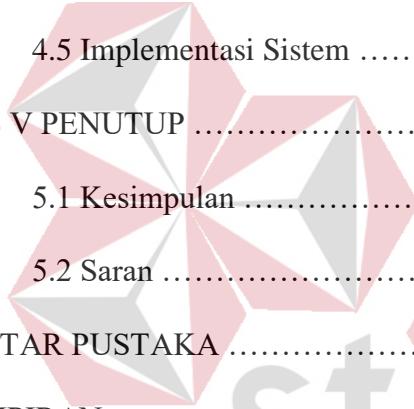 4.5 Implementasi Sistem .....
V PENUTUP ........................
5.1 Kesimpulan ..................
5.2 Saran ...........................
TAR PUSTAKA ....................